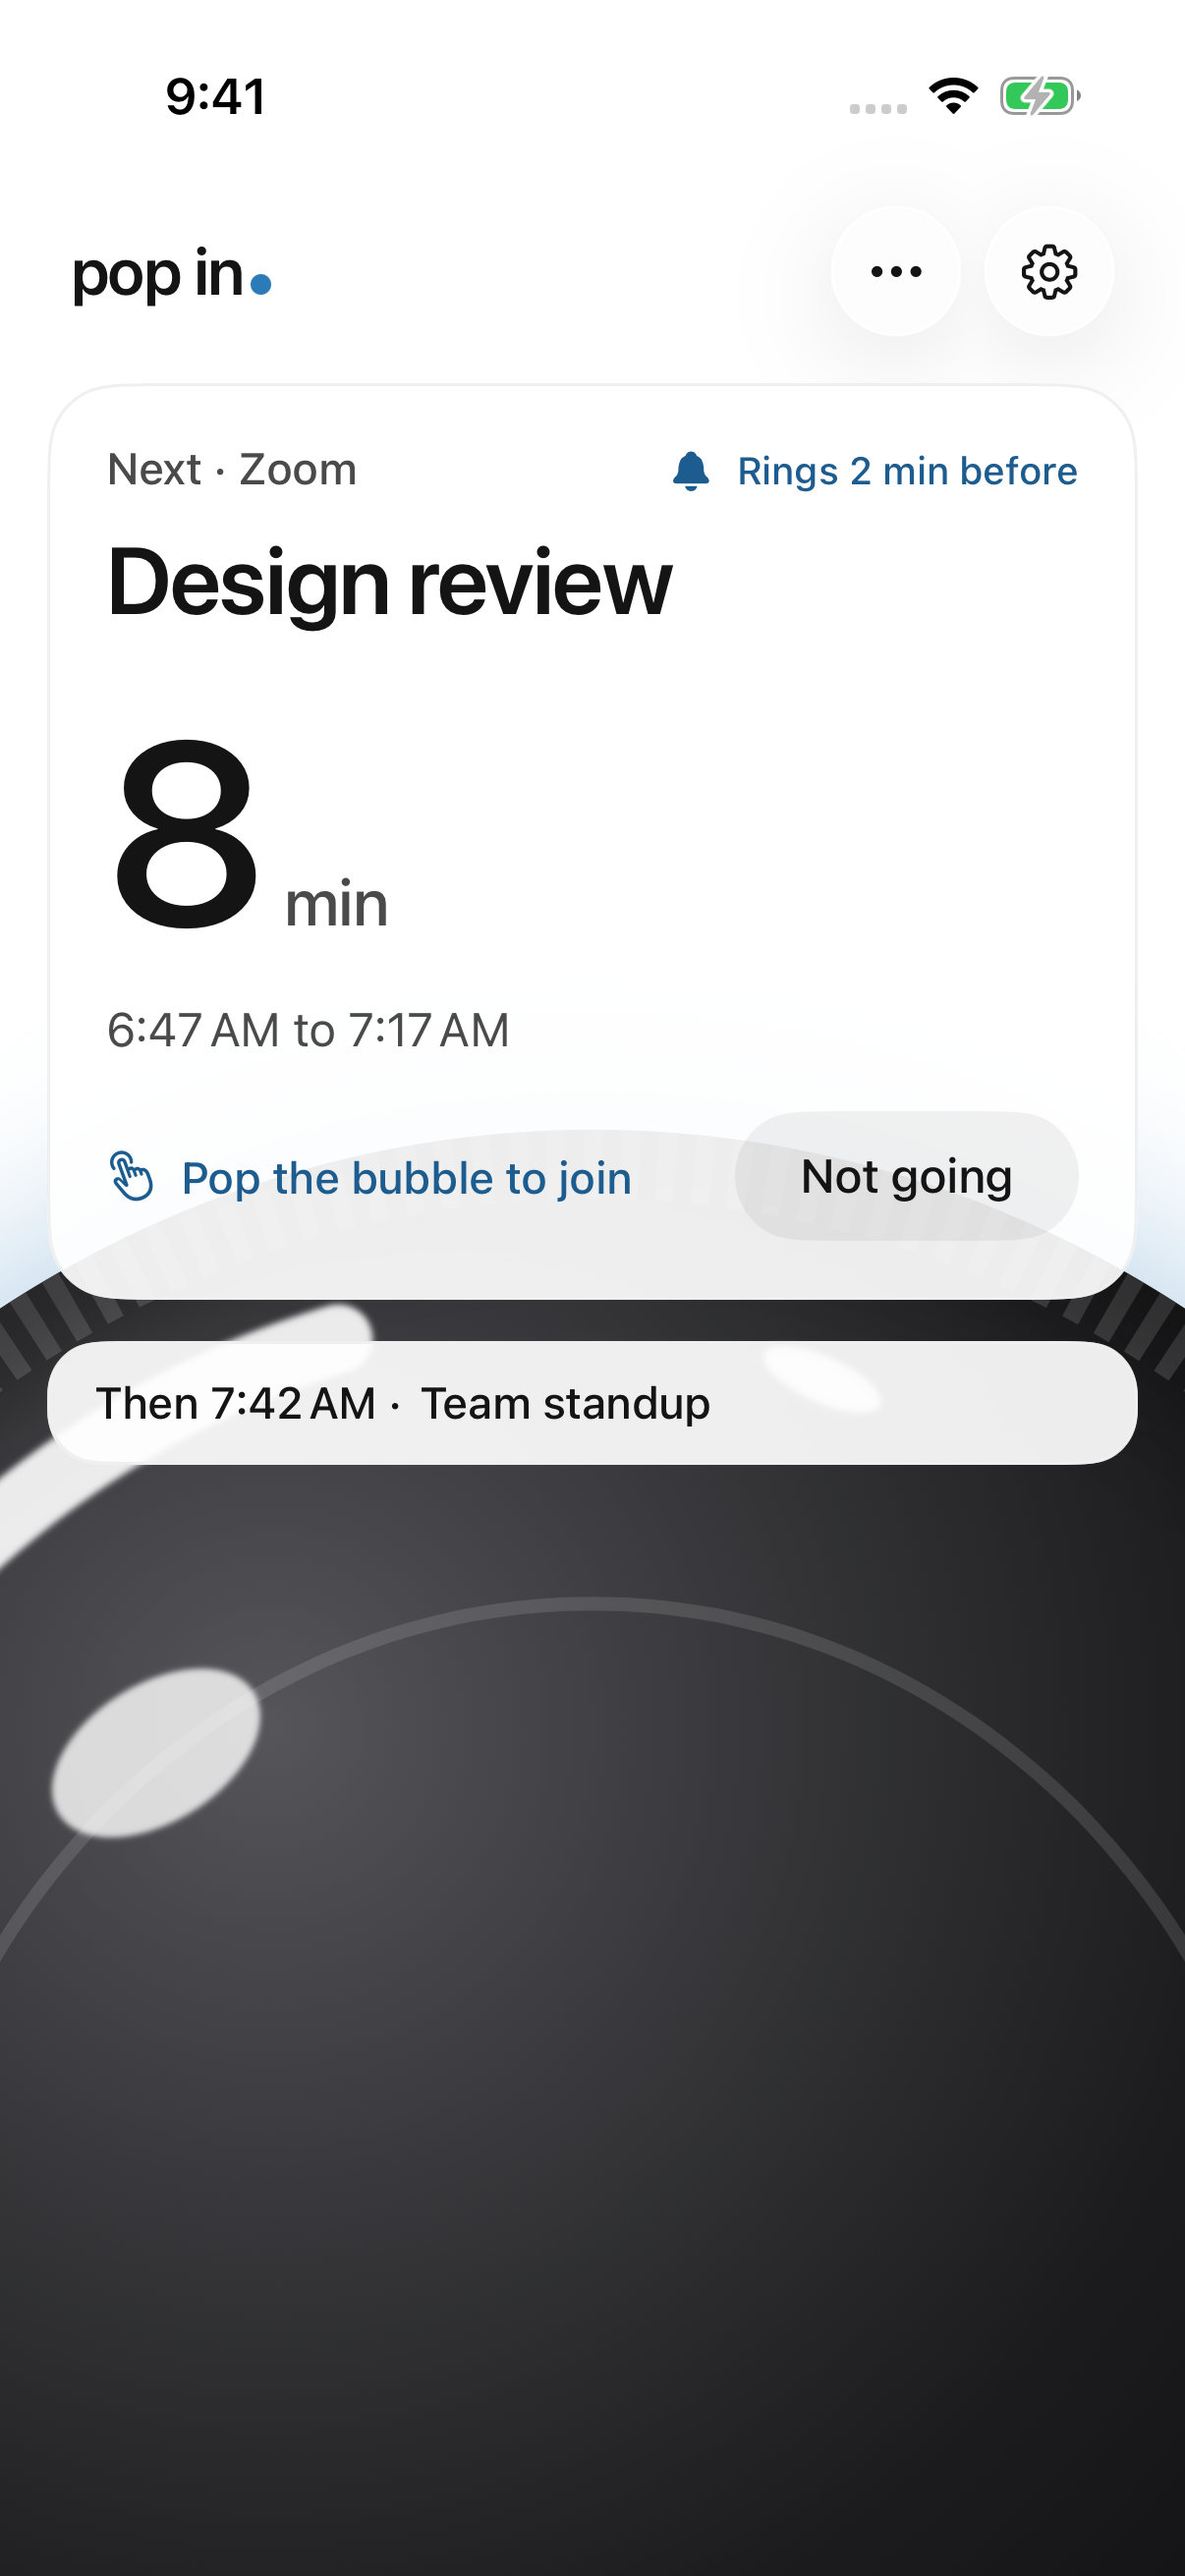 9:41
pop in
Next · Zoom
Rings 2 min before
Design review
8 min
6:47 AM to 7:17 AM
Pop the bubble to join
Not going
Then 7:42 AM · Team standup